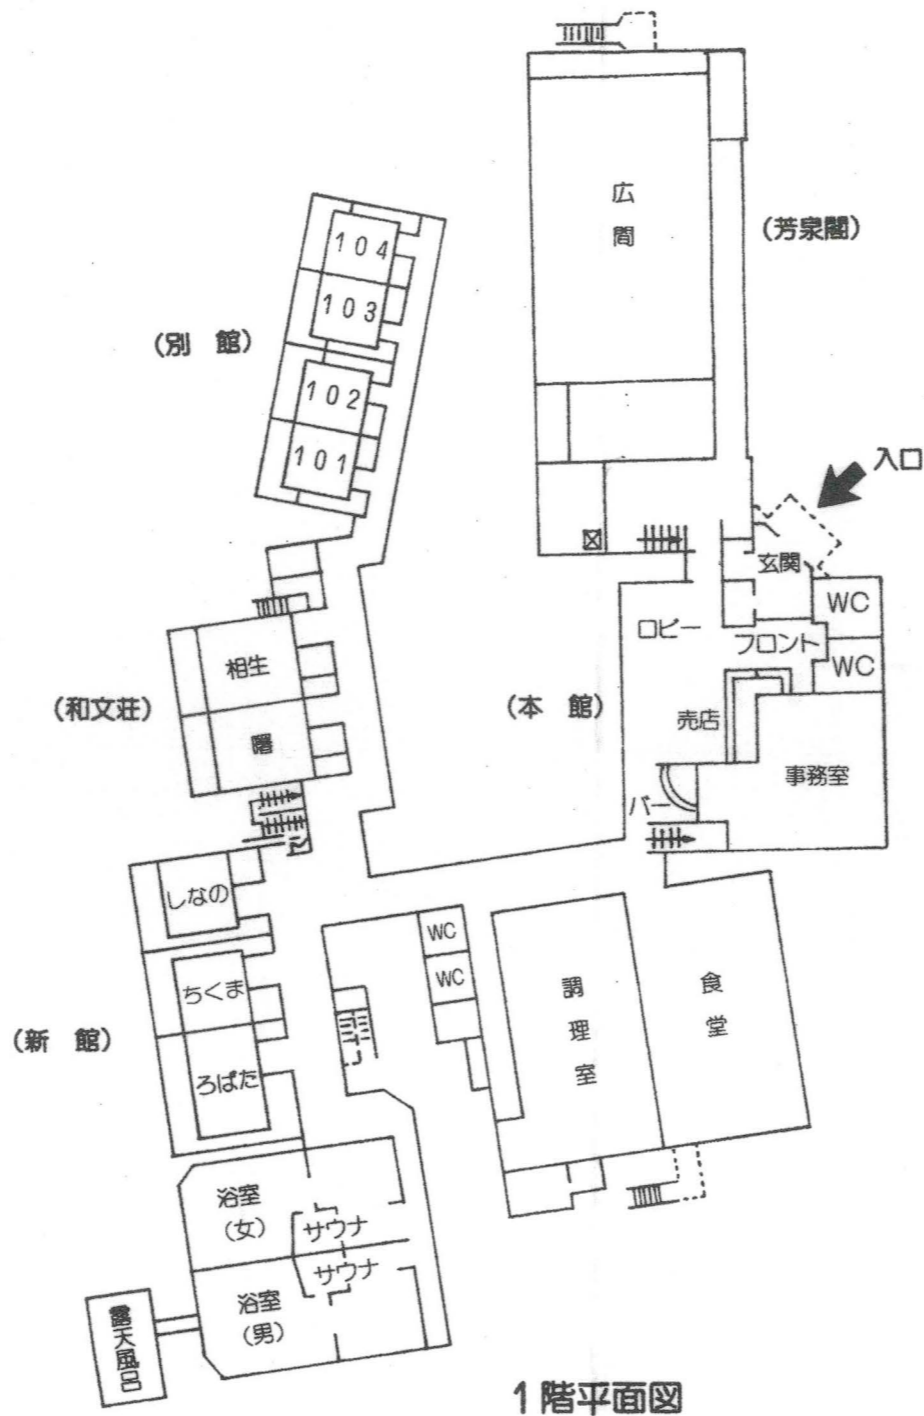 広間
(芳泉閣)
104
103
(別 館)
102
101
入口
玄関
WC
ロビー
フロント
WC
相生
(和文荘)
(本 館)
売店
曙
事務室
バー
しなの
WC
WC
ちくま
調理室
食堂
(新 館)
ろばた
浴室
(女)
サウナ
サウナ
浴室
(男)
露天風呂
1階平面図